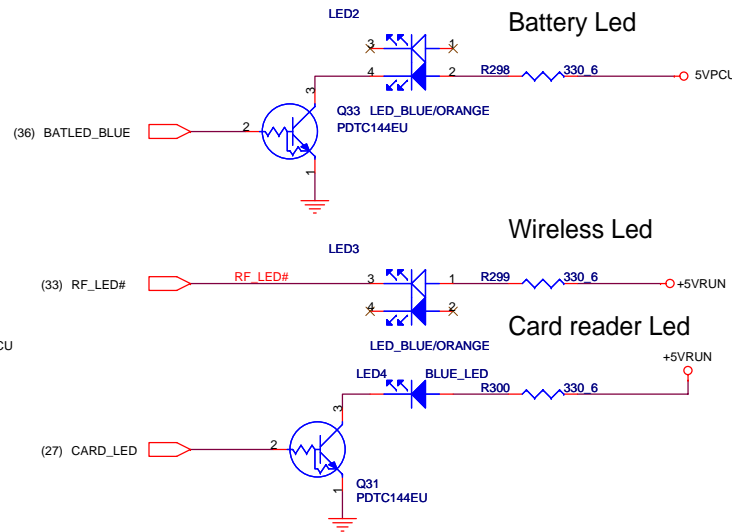 LED2
Battery Led
3
1
4
2
R298
330_6
5VPCU
3
Q33
LED_BLUE/ORANGE
PDTC144EU
(36)
BATLED_BLUE
2
1
Wireless Led
LED3
(33)
RF_LED#
RF_LED#
3
1
R299
330_6
+5VRUN
4
2
Card reader Led
CU
LED_BLUE/ORANGE
+5VRUN
LED4
BLUE_LED
R300
330_6
3
(27)
CARD_LED
2
1
Q31
PDTC144EU